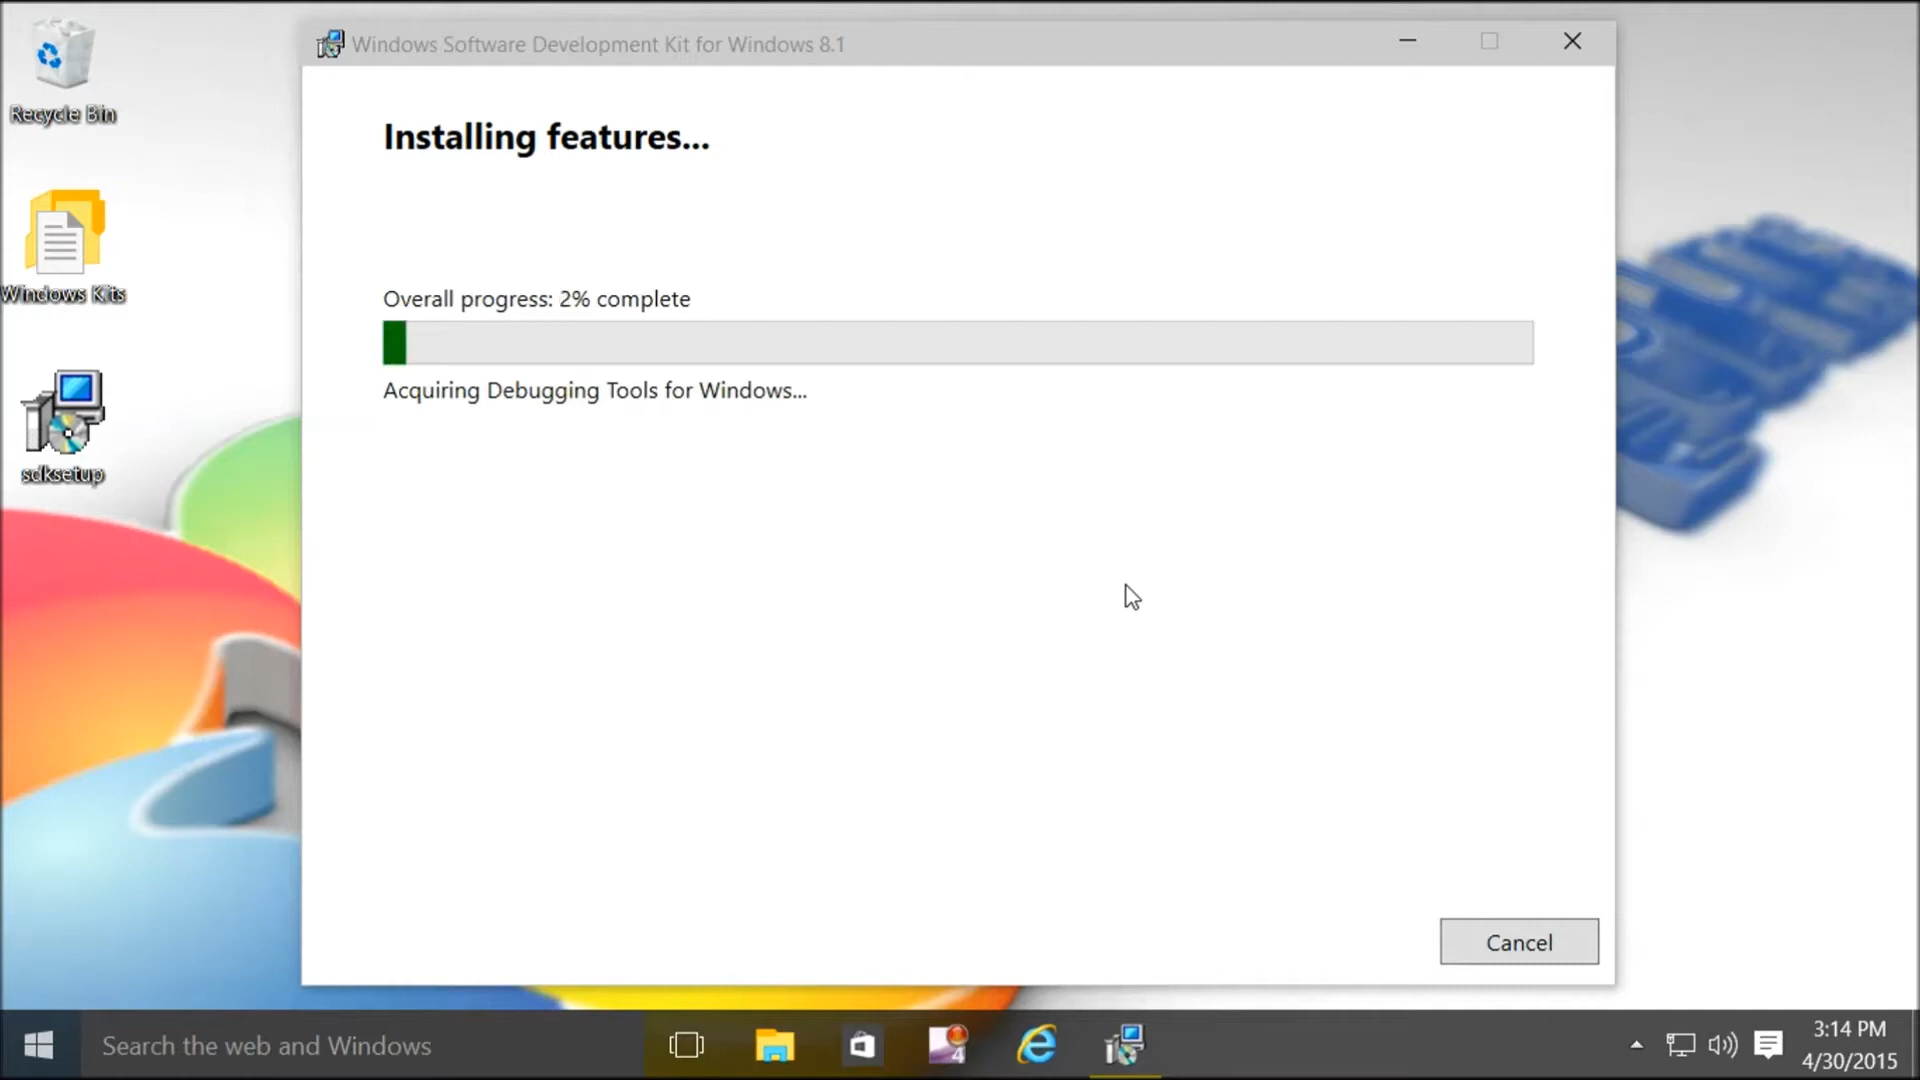 Windows Software Development Kit for Windows 8.1
Recycle Bin
Installing features...
Windows Kits
Overall progress: 2% complete
Acquiring Debugging Tools for Windows...
sdksetup
Cancel
Search the web and Windows
4
3:14 PM
4/30/2015